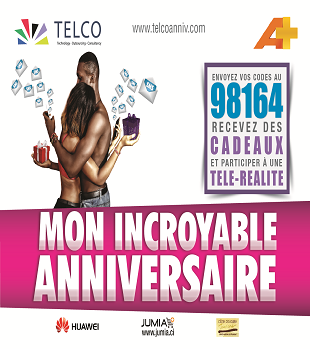 TELCO
Technology Outsourcing Consultancy
www.telcoanniv.com
A+
ENVOYEZ VOS CODES AU
98164
RECEVEZ DES
CADEAUX
ET PARTICIPER À UNE
TELE-REALITE
MON INCROYABLE
ANNIVERSAIRE
HUAWEI
JUMIA
www.jumia.ci